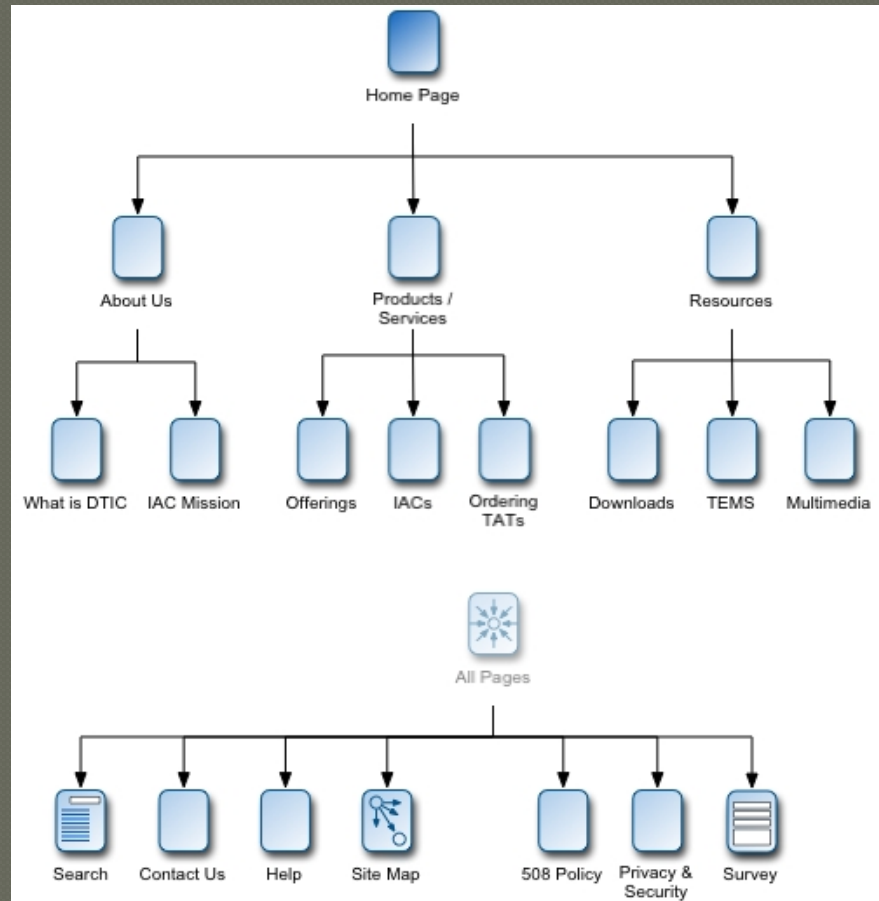 Home Page
About Us
Products /
Services
Resources
What is DTIC
IAC Mission
Offerings
IACs
Ordering
TATs
Downloads
TEMS
Multimedia
All Pages
Search
Contact Us
Help
Site Map
508 Policy
Privacy &
Security
Survey